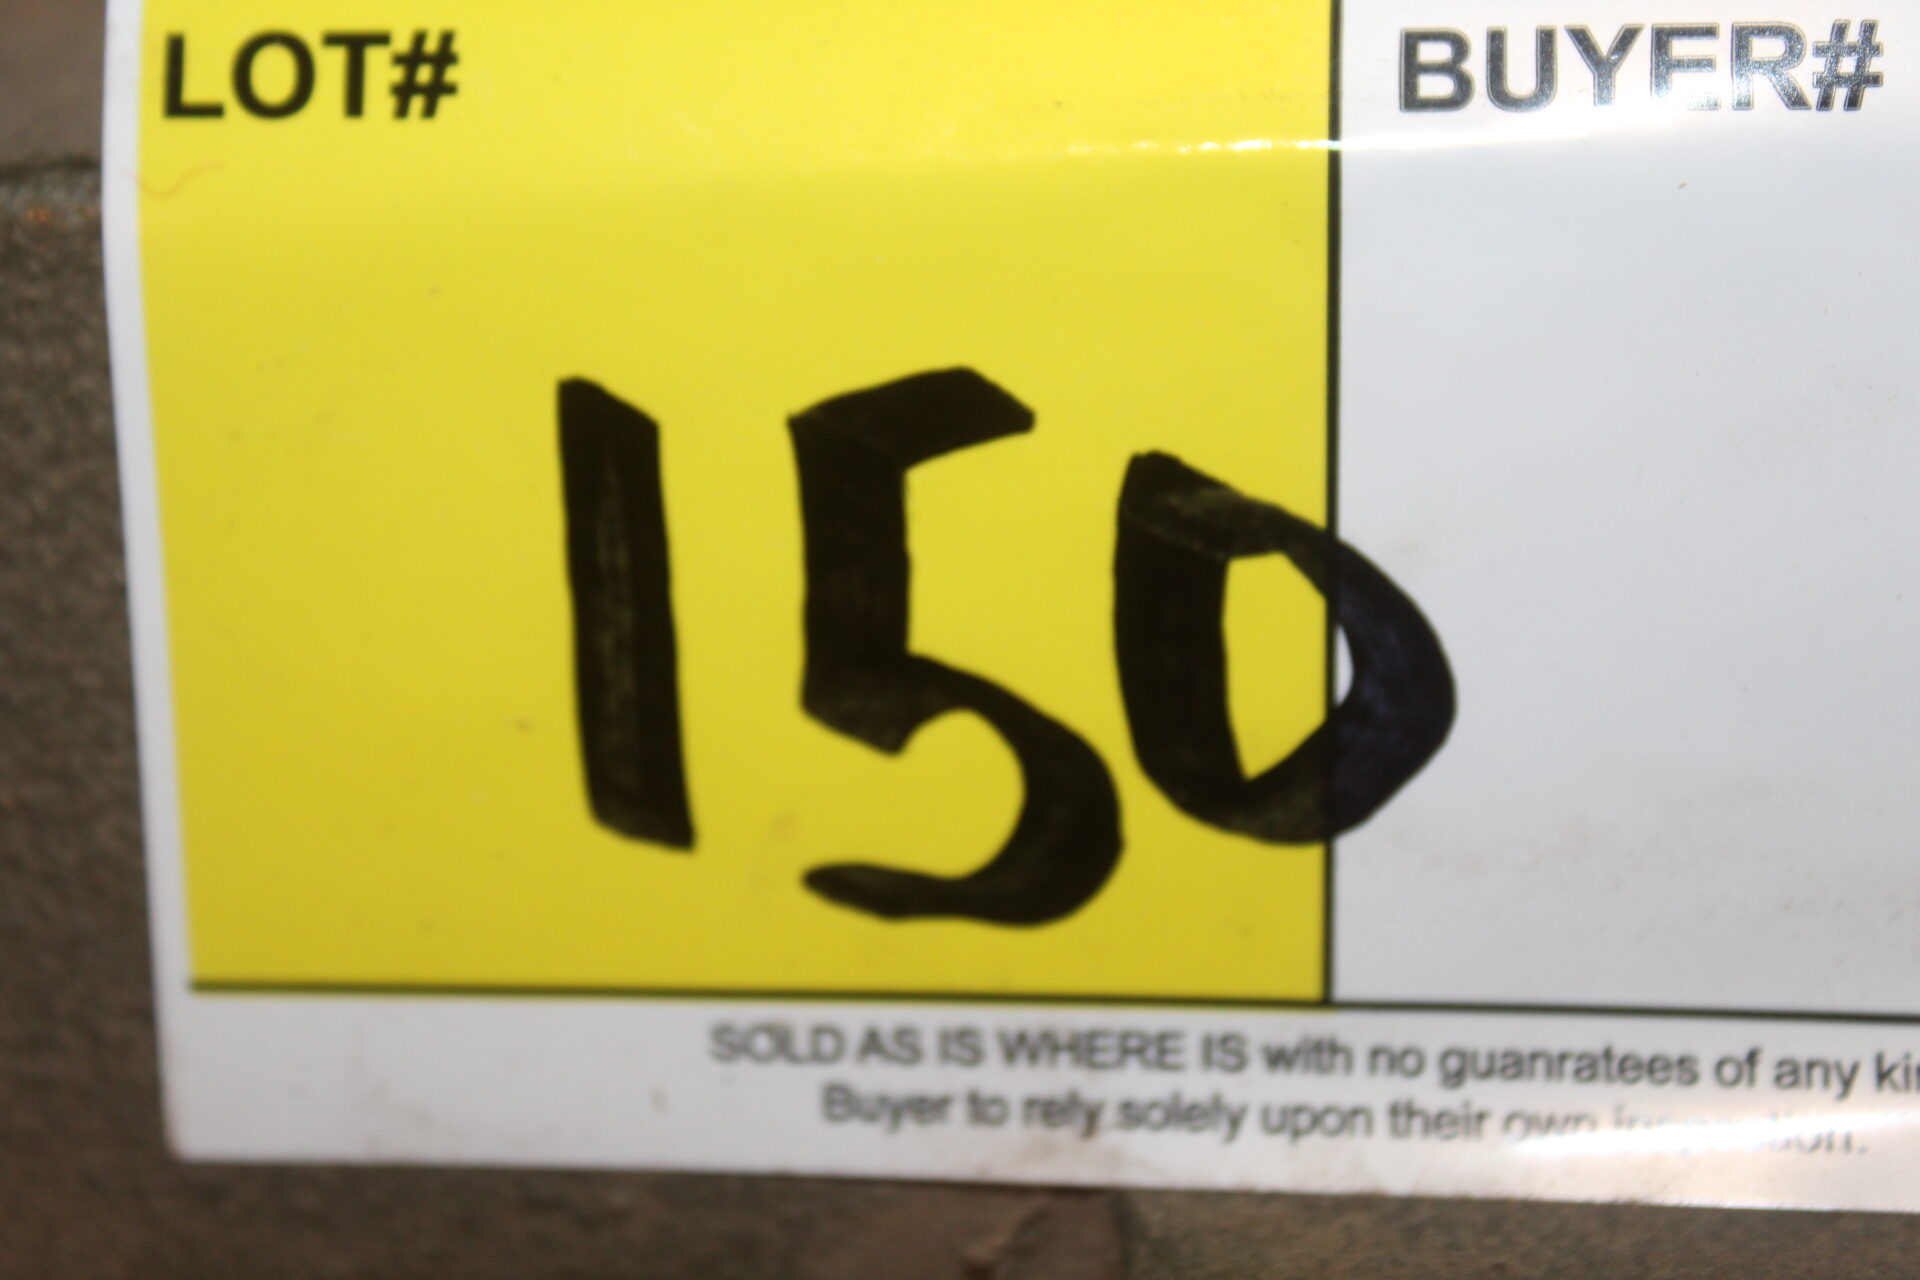 LOT# BUYER#
150
SOLD AS IS WHERE IS with no guanratees of any
Buyer to rely solely upon their own